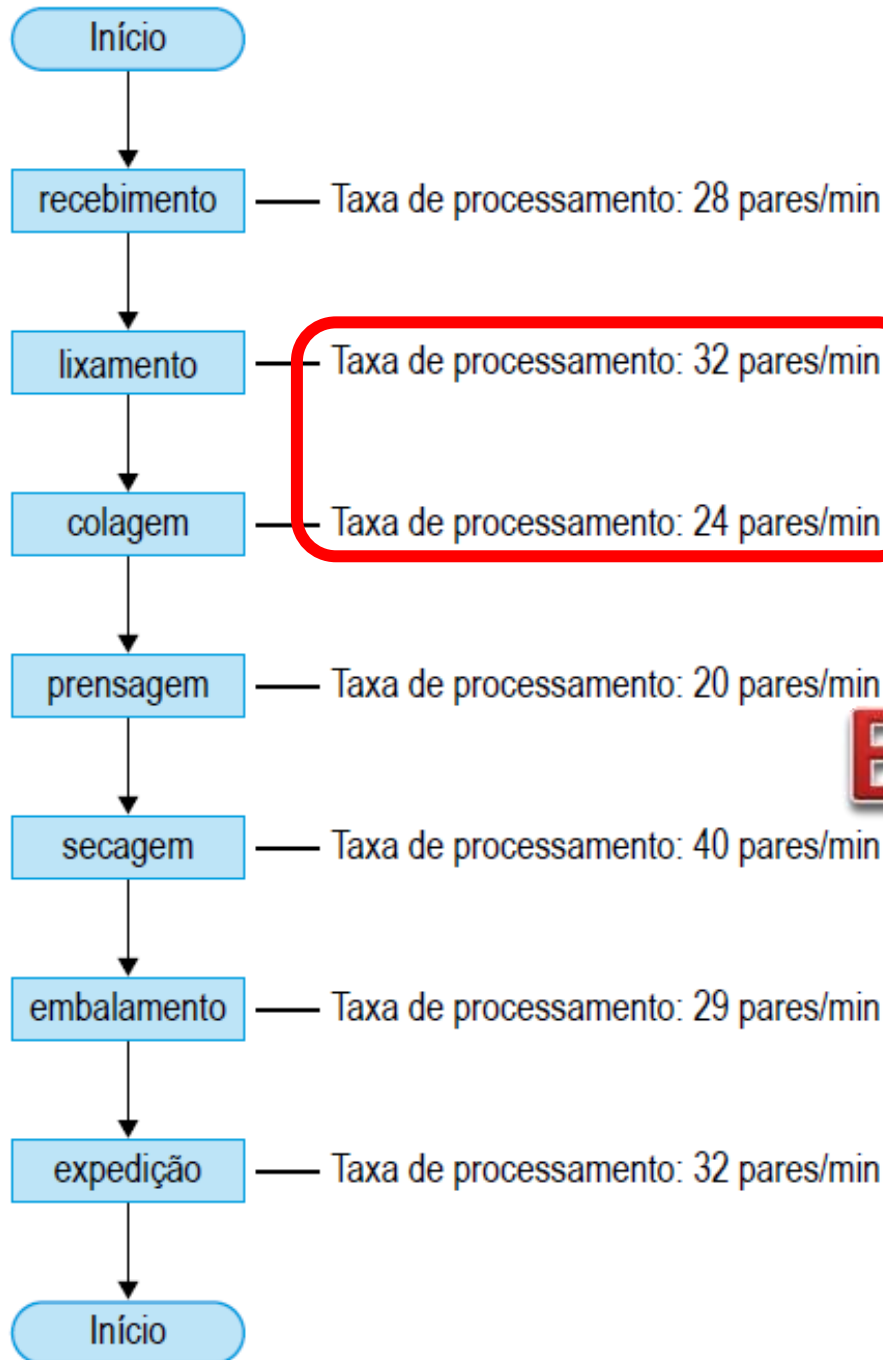 Início
recebimento
Taxa de processamento: 28 pares/min
lixamento
Taxa de processamento: 32 pares/min
colagem
Taxa de processamento: 24 pares/min
prensagem
Taxa de processamento: 20 pares/min
secagem
Taxa de processamento: 40 pares/min
embalamento
Taxa de processamento: 29 pares/min
expedição
Taxa de processamento: 32 pares/min
Início